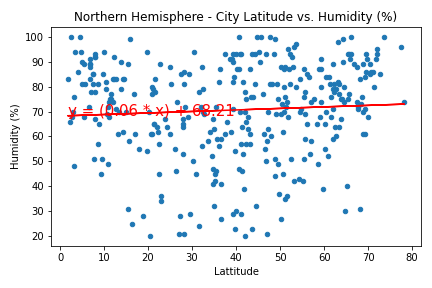 Northern Hemisphere - City Latitude vs. Humidity (%)
100
90
80
70
60
50
40
30
20
Humidity (%)
y = (0.06 * x) + 68.21
0 10 20 30 40 50 60 70 80
Lattitude